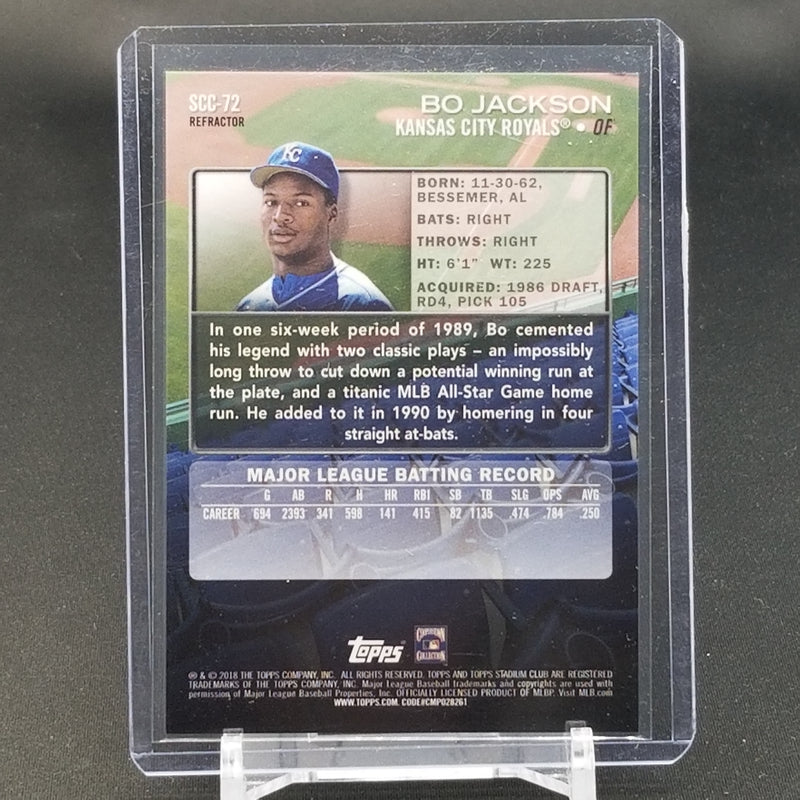 SCC-72
REFRACTOR
BO JACKSON
KANSAS CITY ROYALS® • OF
KC
BORN: 11-30-62,
BESSEMER, AL
BATS: RIGHT
THROWS: RIGHT
HT: 6'1" WT: 225
ACQUIRED: 1986 DRAFT,
RD4, PICK 105
In one six-week period of 1989, Bo cemented
his legend with two classic plays – an impossibly
long throw to cut down a potential winning run at
the plate, and a titanic MLB All-Star Game home
run. He added to it in 1990 by homering in four
straight at-bats.
MAJOR LEAGUE BATTING RECORD
G AB R H HR RBI SB TB SLG OPS AVG
CAREER 694 2393 341 598 141 415 82 1135 .474 .784 .250
Topps
COOPERSTOWN
COLLECTION
® & © 2018 THE TOPPS COMPANY, INC. ALL RIGHTS RESERVED. TOPPS AND TOPPS STADIUM CLUB ARE REGISTERED
TRADEMARKS OF THE TOPPS COMPANY, INC. Major League Baseball trademarks and copyrights are used with
permission of Major League Baseball Properties, Inc. OFFICIALLY LICENSED PRODUCT OF MLBP. Visit MLB.com
WWW.TOPPS.COM. CODE#CMP028261